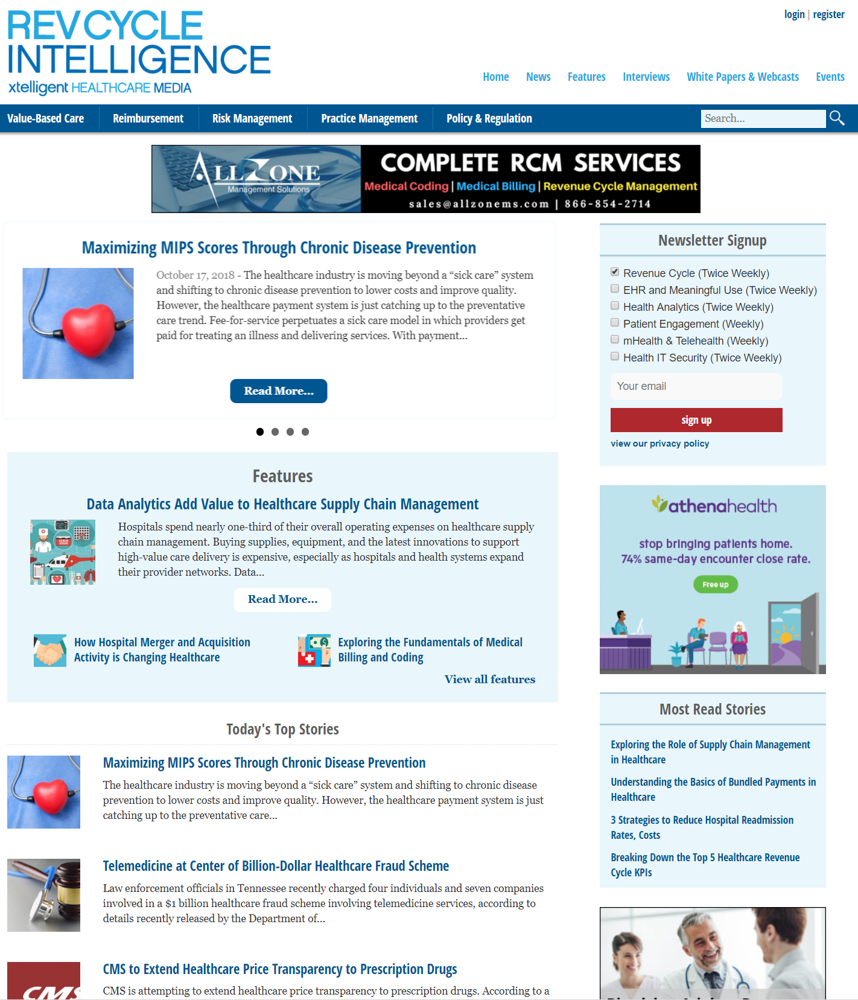 REVCYCLE
INTELLIGENCE
xtelligent HEALTHCARE MEDIA
login | register
Home News Features Interviews White Papers & Webcasts Events
Value-Based Care Reimbursement Risk Management Practice Management Policy & Regulation Search...
ALLZONE
Management Solutions
COMPLETE RCM SERVICES
Medical Coding | Medical Billing | Revenue Cycle Management
sales@allzonems.com | 866-854-2714
Maximizing MIPS Scores Through Chronic Disease Prevention
October 17, 2018 - The healthcare industry is moving beyond a “sick care” system
and shifting to chronic disease prevention to lower costs and improve quality.
However, the healthcare payment system is just catching up to the preventative
care trend. Fee-for-service perpetuates a sick care model in which providers get
paid for treating an illness and delivering services. With payment...
Read More...
Features
Data Analytics Add Value to Healthcare Supply Chain Management
Hospitals spend nearly one-third of their overall operating expenses on healthcare supply
chain management. Buying supplies, equipment, and the latest innovations to support
high-value care delivery is expensive, especially as hospitals and health systems expand
their provider networks. Data...
Read More...
How Hospital Merger and Acquisition
Activity is Changing Healthcare
Exploring the Fundamentals of Medical
Billing and Coding
View all features
Today's Top Stories
Maximizing MIPS Scores Through Chronic Disease Prevention
The healthcare industry is moving beyond a “sick care” system and shifting to chronic disease
prevention to lower costs and improve quality. However, the healthcare payment system is just
catching up to the preventative care...
Telemedicine at Center of Billion-Dollar Healthcare Fraud Scheme
Law enforcement officials in Tennessee recently charged four individuals and seven companies
involved in a $1 billion healthcare fraud scheme involving telemedicine services, according to
details recently released by the Department of...
CMS
CMS to Extend Healthcare Price Transparency to Prescription Drugs
CMS is attempting to extend healthcare price transparency to prescription drugs. According to a
Newsletter Signup
Revenue Cycle (Twice Weekly)
EHR and Meaningful Use (Twice Weekly)
Health Analytics (Twice Weekly)
Patient Engagement (Weekly)
mHealth & Telehealth (Weekly)
Health IT Security (Twice Weekly)
Your email
sign up
view our privacy policy
athenahealth
stop bringing patients home.
74% same-day encounter close rate.
Free up
Most Read Stories
Exploring the Role of Supply Chain Management
in Healthcare
Understanding the Basics of Bundled Payments in
Healthcare
3 Strategies to Reduce Hospital Readmission
Rates, Costs
Breaking Down the Top 5 Healthcare Revenue
Cycle KPIs